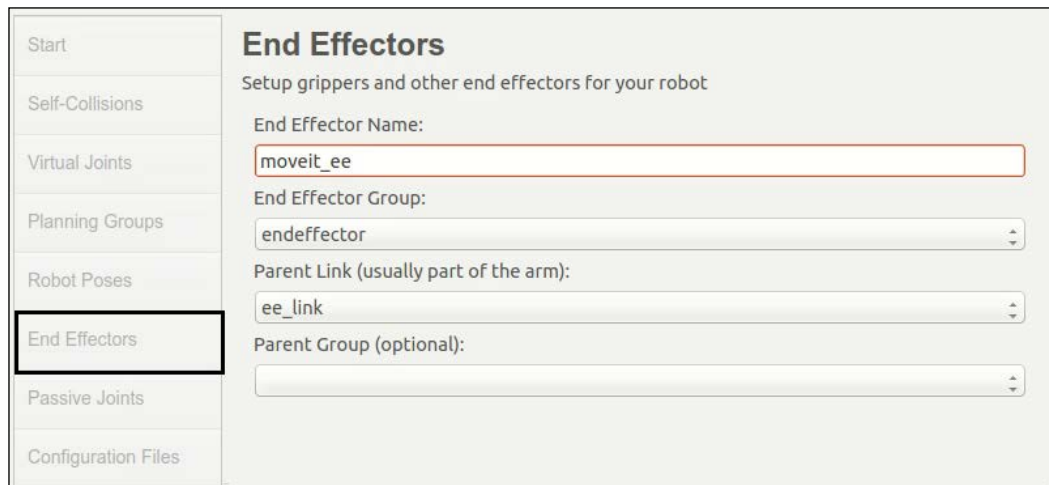 Start
Self-Collisions
Virtual Joints
Planning Groups
Robot Poses
End Effectors
Passive Joints
Configuration Files
End Effectors
Setup grippers and other end effectors for your robot
End Effector Name:
moveit_ee
End Effector Group:
endeffector
Parent Link (usually part of the arm):
ee_link
Parent Group (optional):